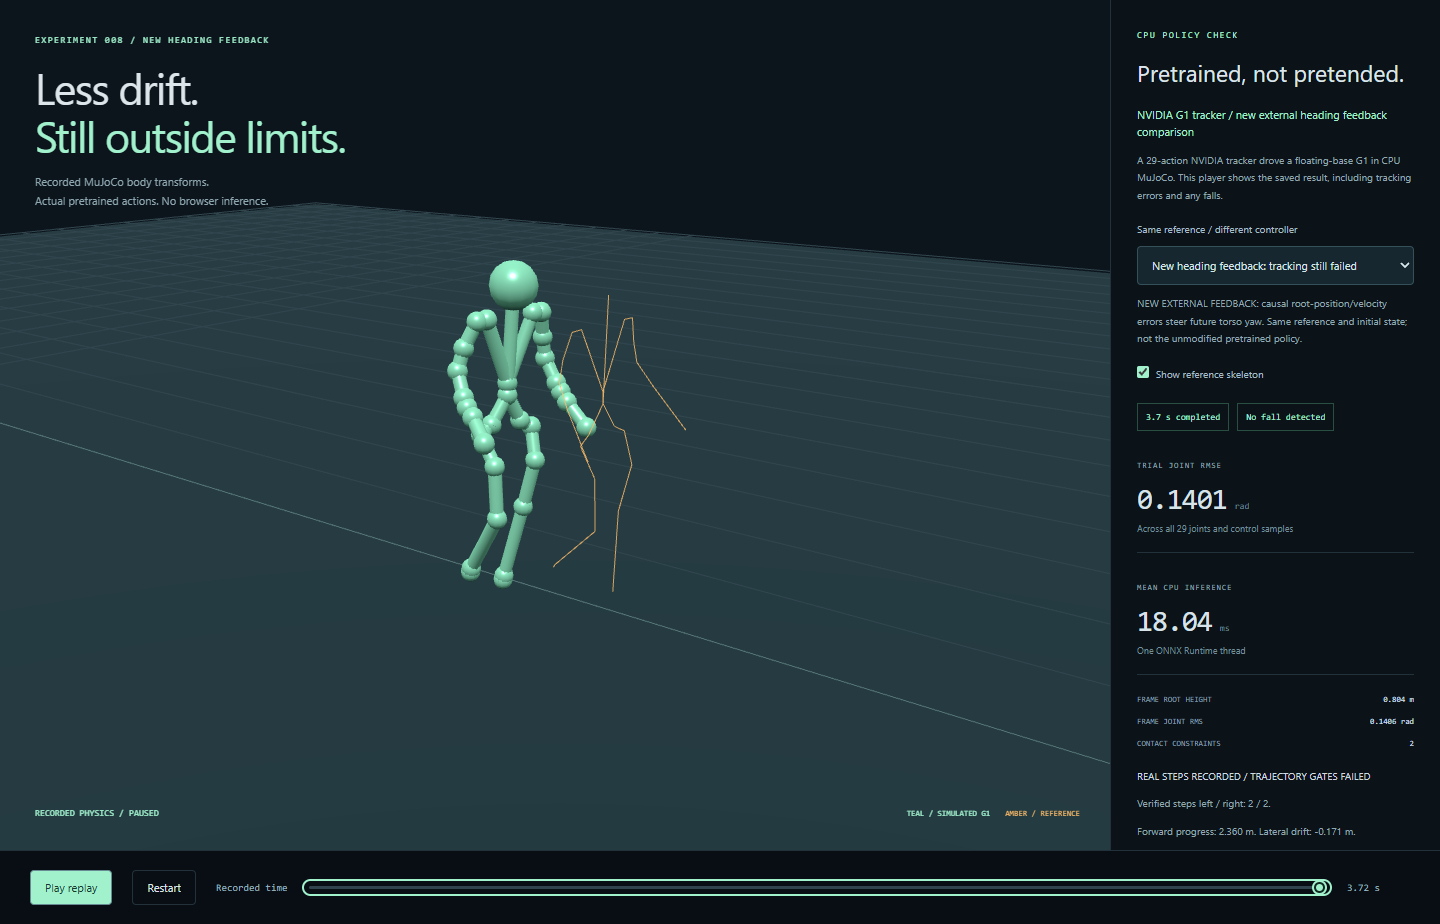 EXPERIMENT 008 / NEW HEADING FEEDBACK
Less drift.
Still outside limits.
Recorded MuJoCo body transforms.
Actual pretrained actions. No browser inference.
RECORDED PHYSICS / PAUSED
TEAL / SIMULATED G1 AMBER / REFERENCE
CPU POLICY CHECK
Pretrained, not pretended.
NVIDIA G1 tracker / new external heading feedback
comparison
A 29-action NVIDIA tracker drove a floating-base G1 in CPU
MuJoCo. This player shows the saved result, including tracking
errors and any falls.
Same reference / different controller
New heading feedback: tracking still failed
NEW EXTERNAL FEEDBACK: causal root-position/velocity
errors steer future torso yaw. Same reference and initial state;
not the unmodified pretrained policy.
Show reference skeleton
3.7 s completed No fall detected
TRIAL JOINT RMSE
0.1401 rad
Across all 29 joints and control samples
MEAN CPU INFERENCE
18.04 ms
One ONNX Runtime thread
FRAME ROOT HEIGHT 0.804 m
FRAME JOINT RMS 0.1406 rad
CONTACT CONSTRAINTS 2
REAL STEPS RECORDED / TRAJECTORY GATES FAILED
Verified steps left / right: 2 / 2.
Forward progress: 2.360 m. Lateral drift: -0.171 m.
Play replay Restart Recorded time 3.72 s